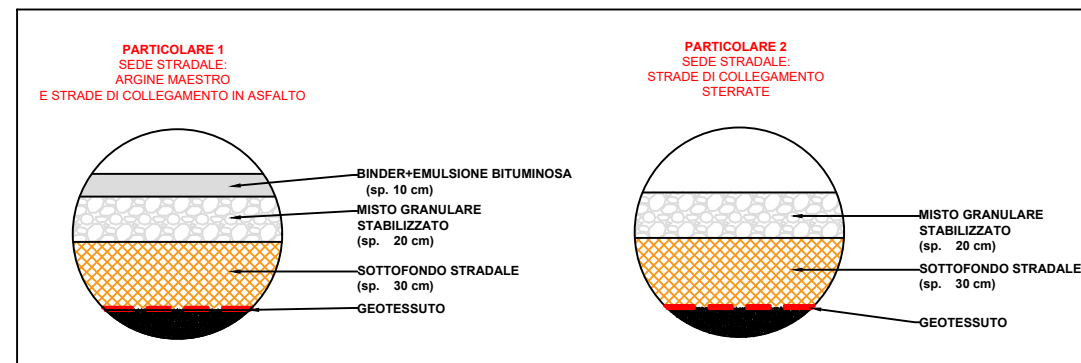 PARTICOLARE 1
SEDE STRADALE:
ARGINE MAESTRO
E STRADE DI COLLEGAMENTO IN ASFALTO
BINDER+EMULSIONE BITUMINOSA
(sp. 10 cm)
MISTO GRANULARE
STABILIZZATO
(sp. 20 cm)
SOTTOFONDO STRADALE
(sp. 30 cm)
GEOTESSUTO
PARTICOLARE 2
SEDE STRADALE:
STRADE DI COLLEGAMENTO
STERRATE
MISTO GRANULARE
STABILIZZATO
(sp. 20 cm)
SOTTOFONDO STRADALE
(sp. 30 cm)
GEOTESSUTO